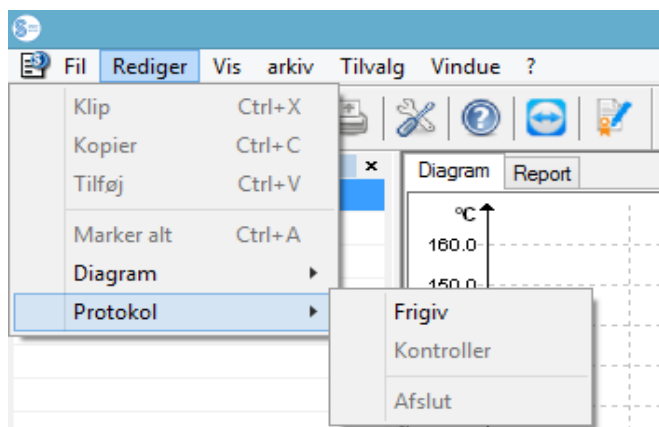 Fil Rediger Vis arkiv Tilvalg Vindue ?
Klip Ctrl+X
Kopier Ctrl+C
Tilføj Ctrl+V
Marker alt Ctrl+A
Diagram
Protokol
Frigiv
Kontroller
Afslut
Diagram Report
°C
160.0
150.0